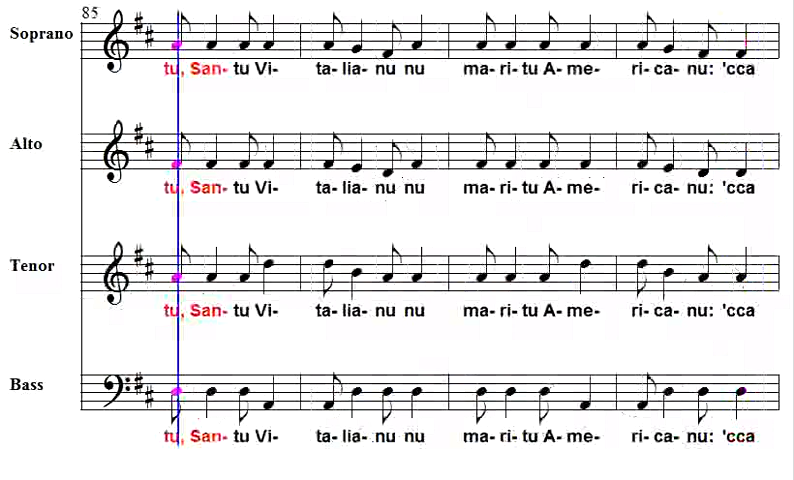 85
Soprano
tu, San- tu Vi- ta- lia- nu nu ma- ri- tu A- me- ri- ca- nu: 'cca
Alto
tu, San- tu Vi- ta- lia- nu nu ma- ri- tu A- me- ri- ca- nu: 'cca
Tenor
tu, San- tu Vi- ta- lia- nu nu ma- ri- tu A- me- ri- ca- nu: 'cca
Bass
tu, San- tu Vi- ta- lia- nu nu ma- ri- tu A- me- ri- ca- nu: 'cca